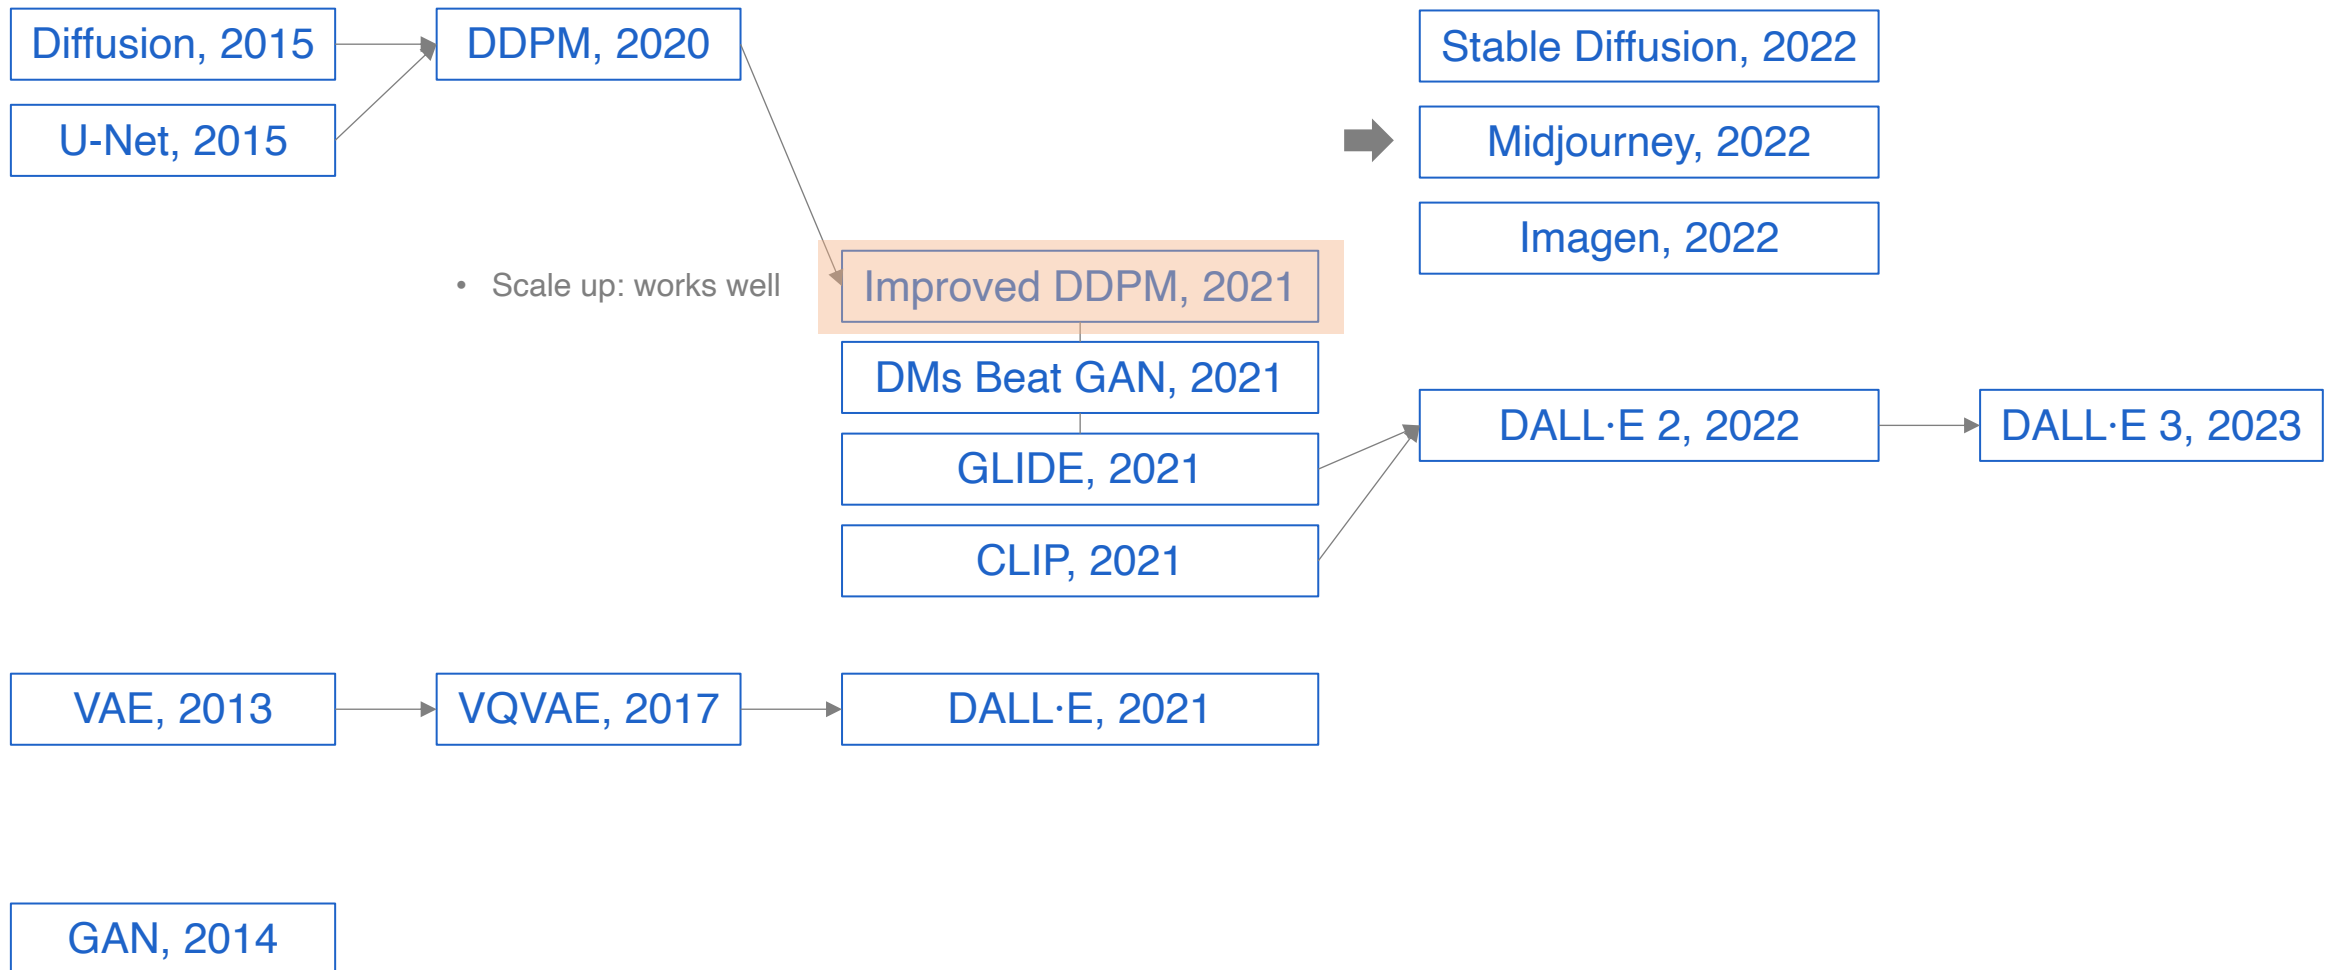 Diffusion, 2015
DDPM, 2020
Stable Diffusion, 2022
U-Net, 2015
Midjourney, 2022
Imagen, 2022
• Scale up: works well
Improved DDPM, 2021
DMs Beat GAN, 2021
DALL·E 2, 2022
DALL·E 3, 2023
GLIDE, 2021
CLIP, 2021
VAE, 2013
VQVAE, 2017
DALL·E, 2021
GAN, 2014